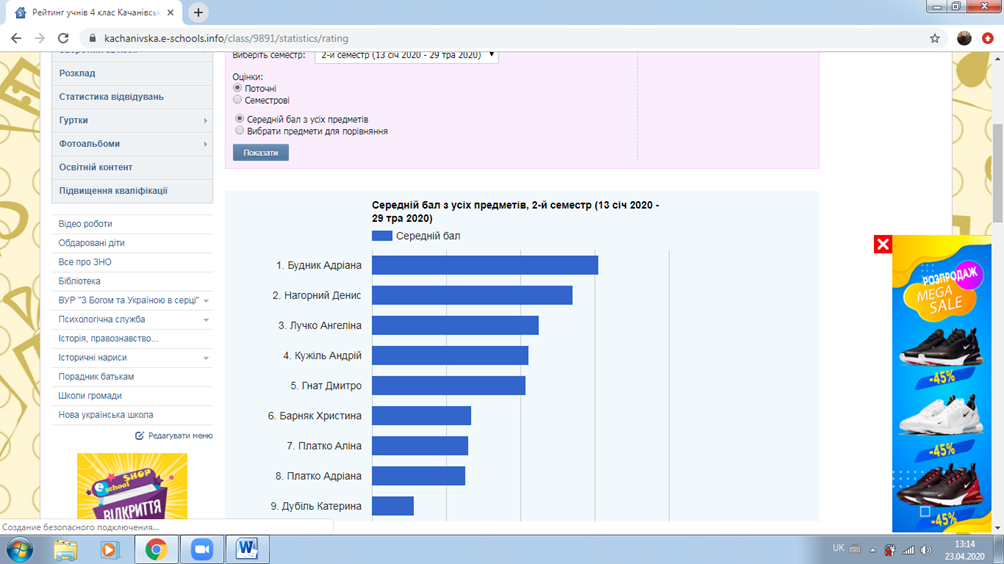 Рейтинг учнів 4 клас Качанівськ
kachanivska.e-schools.info/class/9891/statistics/rating
Розклад
Статистика відвідувань
Гуртки
Фотоальбоми
Освітній контент
Підвищення кваліфікації
Відео роботи
Обдаровані діти
Все про ЗНО
Бібліотека
ВУР "З Богом та Україною в серці"
Психологічна служба
Історія, правознавство...
Історичні нариси
Порадник батькам
Школи громади
Нова українська школа
Редагувати меню
e-school SHOP
ВІДКРИТТЯ
Виберіть семестр: 2-й семестр (13 січ 2020 - 29 тра 2020)
Оцінки:
Поточні
Семестрові
Середній бал з усіх предметів
Вибрати предмети для порівняння
Показати
Середній бал з усіх предметів, 2-й семестр (13 січ 2020 -
29 тра 2020)
Середній бал
1. Будник Адріана
2. Нагорний Денис
3. Лучко Ангеліна
4. Кужіль Андрій
5. Гнат Дмитро
6. Барняк Христина
7. Платко Аліна
8. Платко Адріана
9. Дубіль Катерина
РОЗПРОДАЖ
MEGA
SALE
-45%
-45%
-45%
Создание безопасного подключения...
UK
13:14
23.04.2020